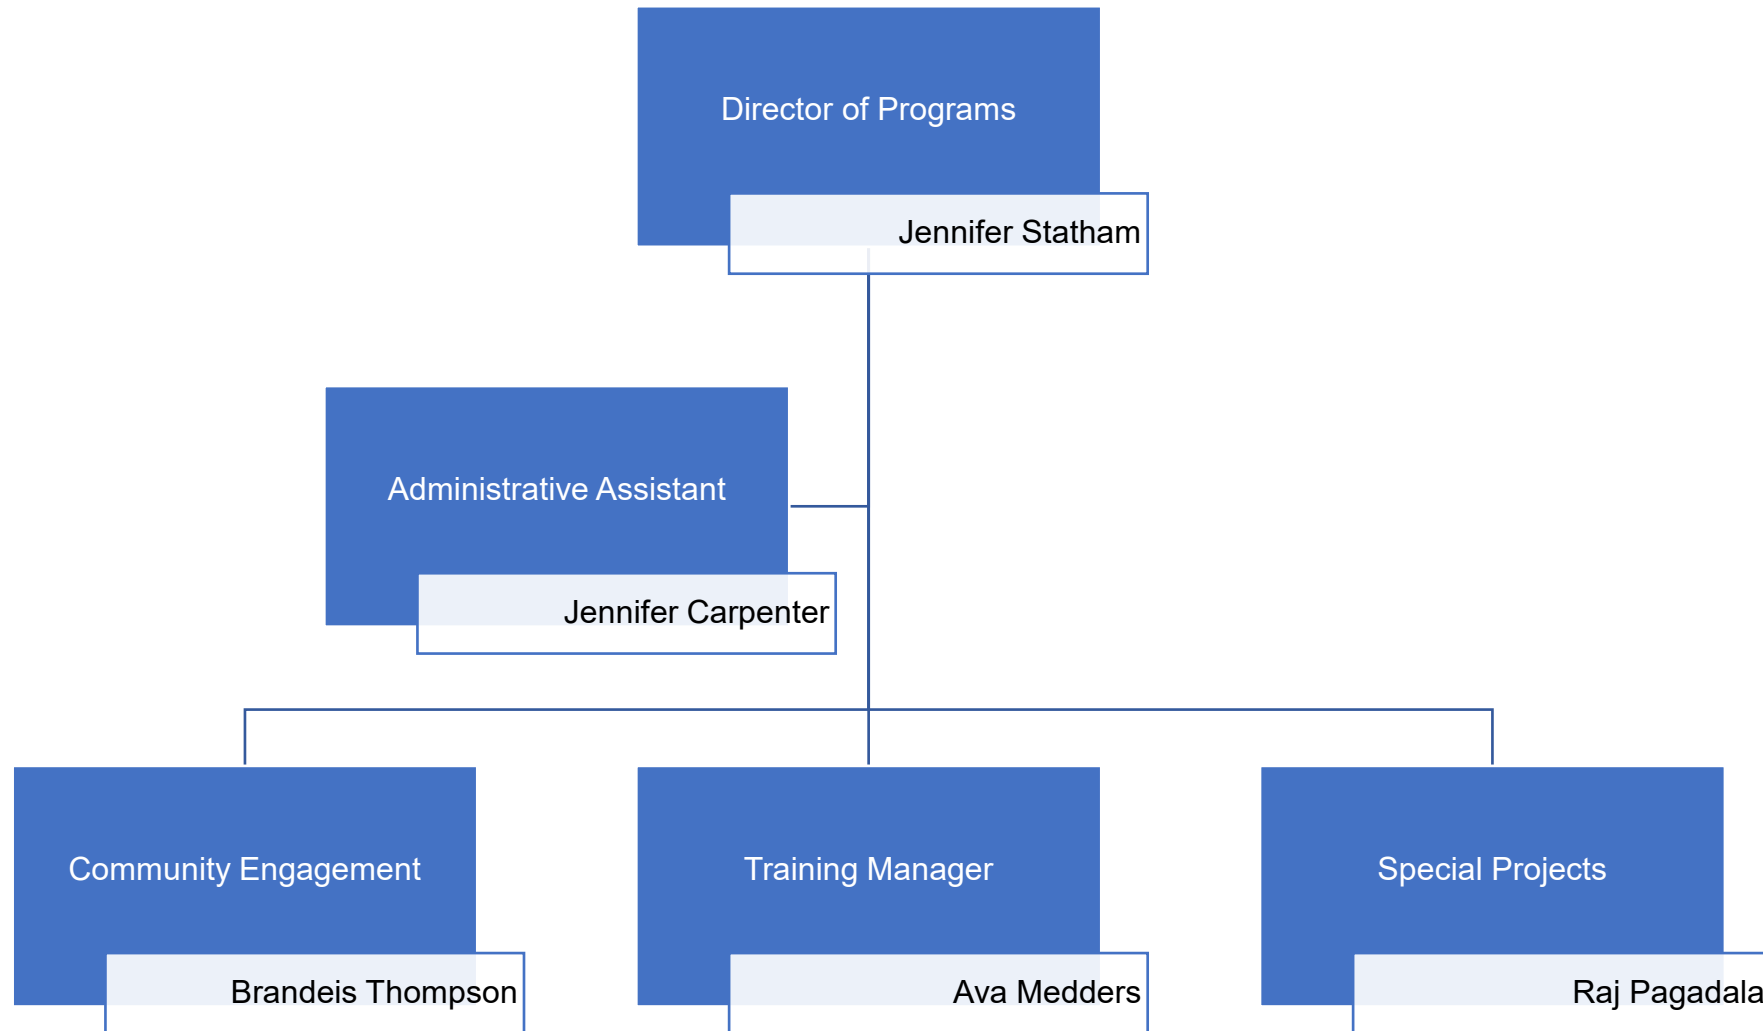 Director of Programs
Jennifer Statham
Administrative Assistant
Jennifer Carpenter
Community Engagement
Brandeis Thompson
Training Manager
Ava Medders
Special Projects
Raj Pagadala